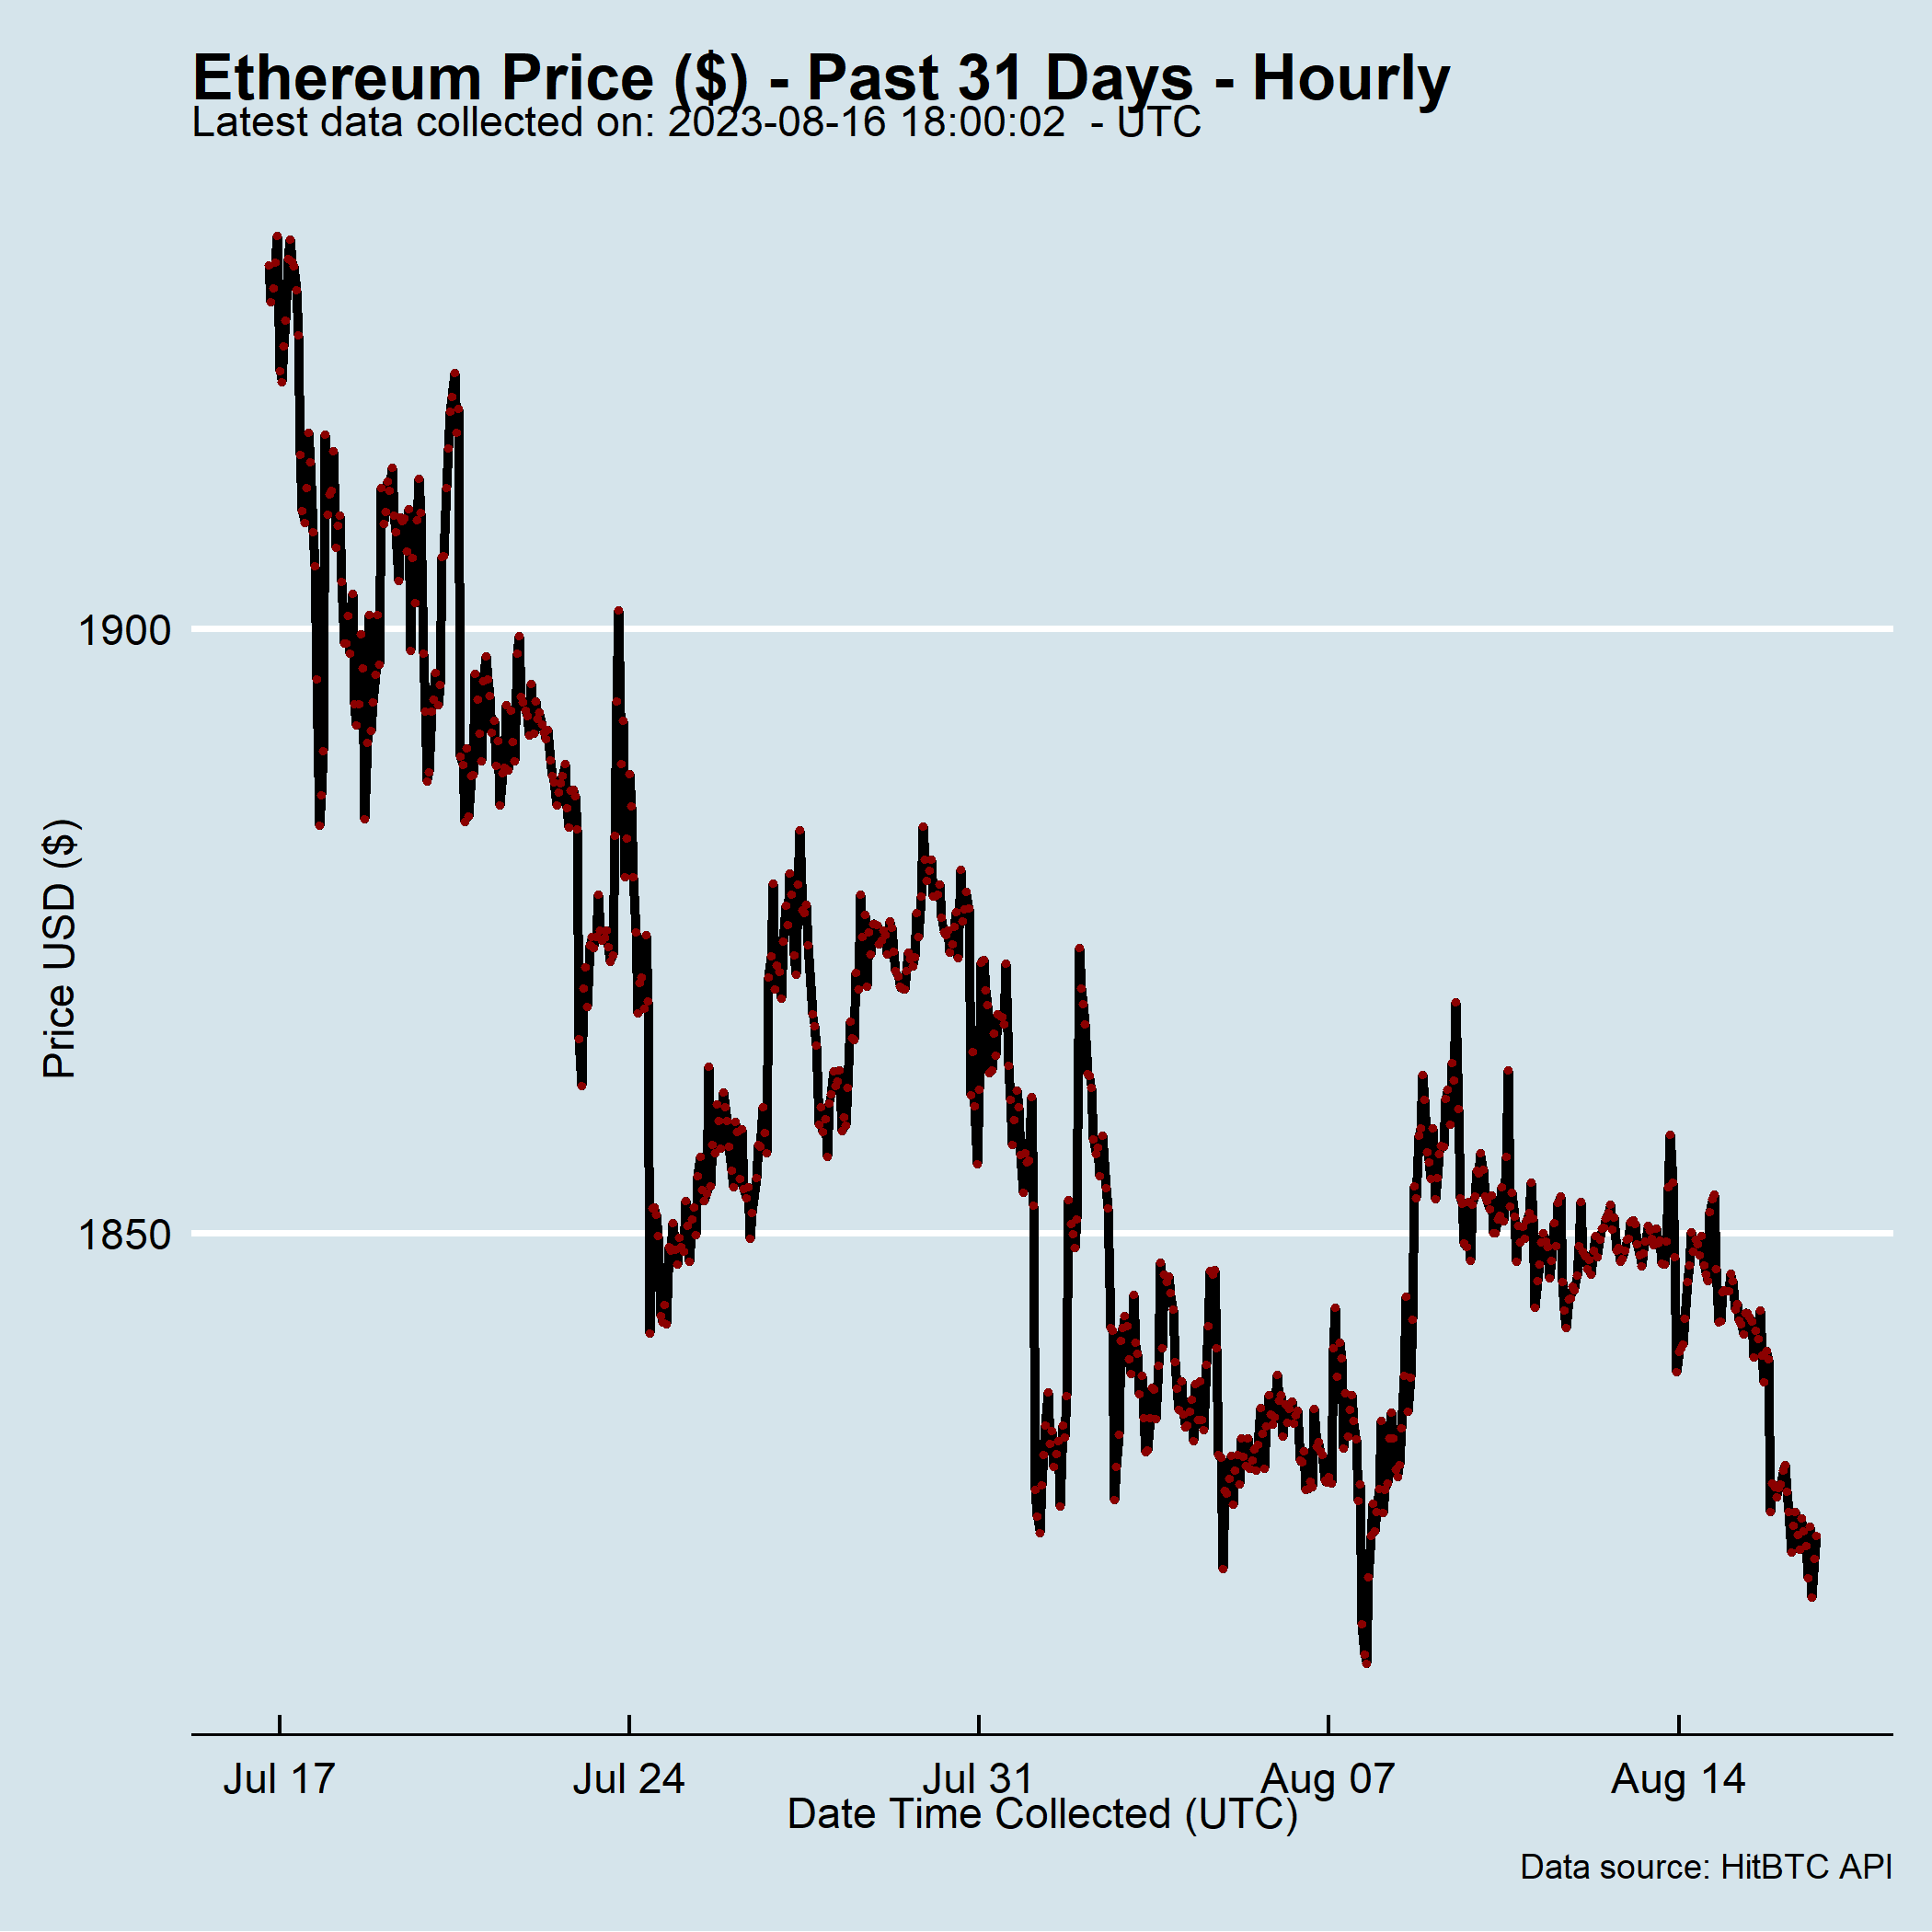 Ethereum Price ($) - Past 31 Days - Hourly
Latest data collected on: 2023-08-16 18:00:02  - UTC
1900
1850
Price USD ($)
Jul 17
Jul 24
Jul 31
Aug 07
Aug 14
Date Time Collected (UTC)
Data source: HitBTC API